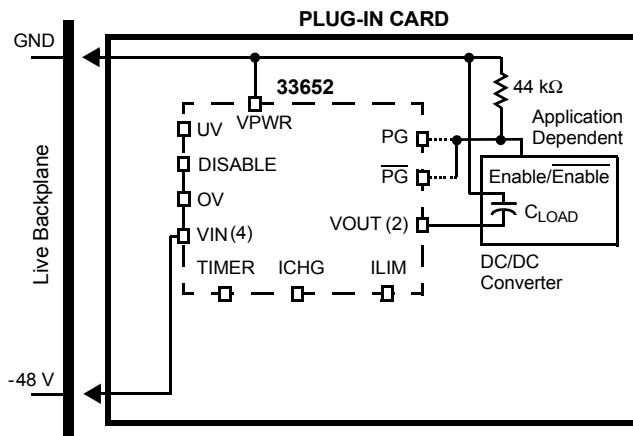 PLUG-IN CARD
GND
33652
44 kΩ
VPWR
Application
Dependent
UV
PG
DISABLE
PG
Enable/Enable
OV
VOUT (2)
CLOAD
VIN (4)
TIMER ICHG ILIM
DC/DC
Converter
Live Backplane
-48 V